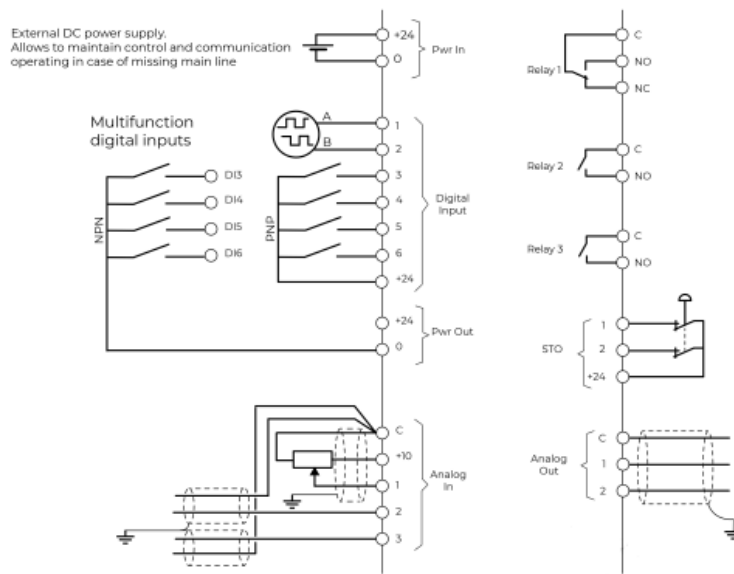 External DC power supply.
Allows to maintain control and communication
operating in case of missing main line
+24
0
Pwr In
Multifunction
digital inputs
NPN
DI3
DI4
DI5
DI6
A
B
PNP
1
2
3
4
5
6
+24
Digital
Input
+24
0
Pwr Out
C
+10
1
2
3
Analog
In
Relay 1
C
NO
NC
Relay 2
C
NO
Relay 3
C
NO
STO
1
2
+24
Analog
Out
C
1
2